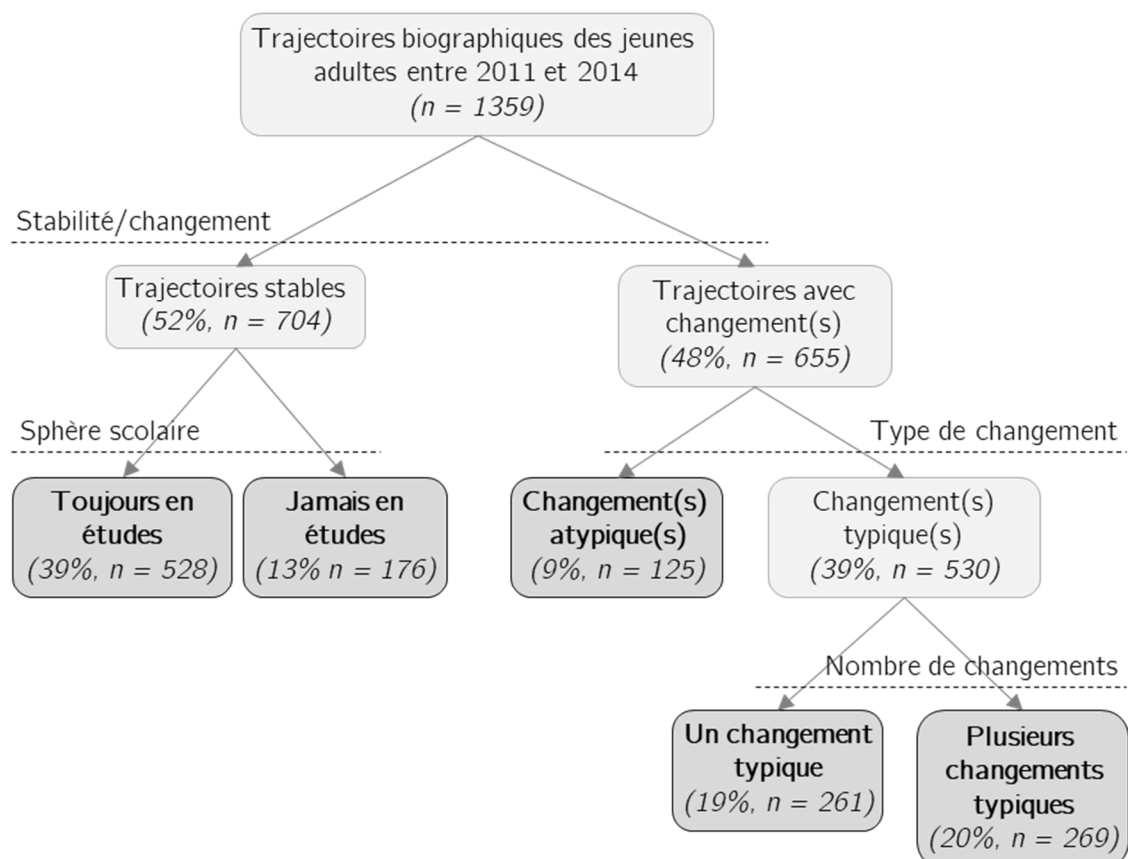 Trajectoires biographiques des jeunes
adultes entre 2011 et 2014
(n = 1359)
Stabilité/changement
Trajectoires stables
(52%, n = 704)
Trajectoires avec
changement(s)
(48%, n = 655)
Sphère scolaire
Type de changement
Toujours en
études
(39%, n = 528)
Jamais en
études
(13% n = 176)
Changement(s)
atypique(s)
(9%, n = 125)
Changement(s)
typique(s)
(39%, n = 530)
Nombre de changements
Un changement
typique
(19%, n = 261)
Plusieurs
changements
typiques
(20%, n = 269)